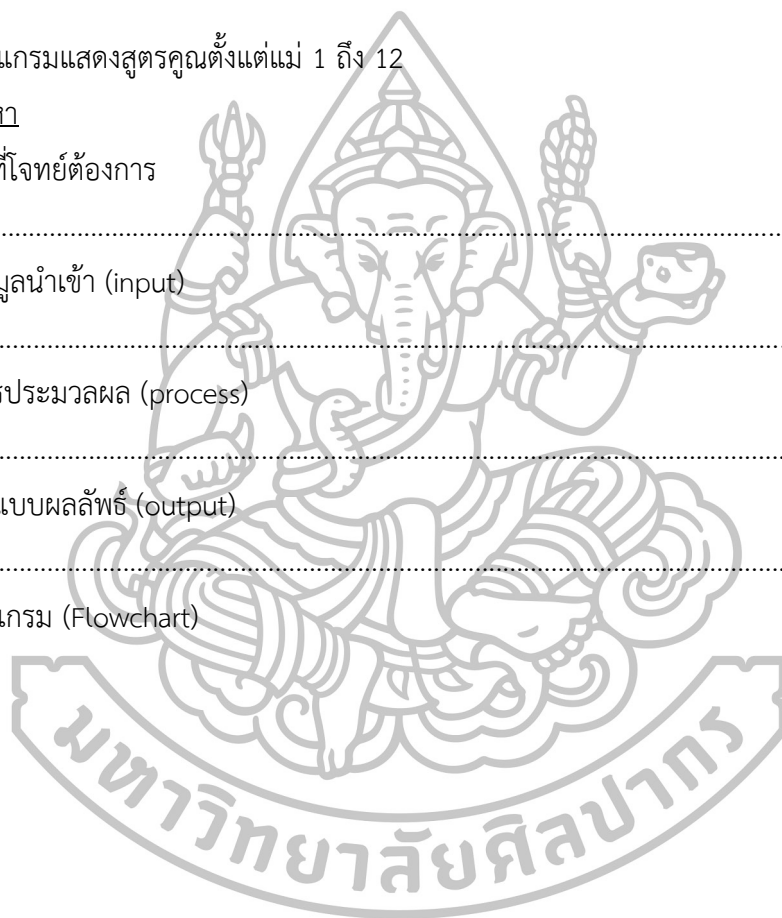 แกรมแสดงสูตรคูณตั้งแต่แม่ 1 ถึง 12
หา
ที่โจทย์ต้องการ
มูลนำเข้า (input)
รประมวลผล (process)
แบบผลลัพธ์ (output)
แกรม (Flowchart)
มหาวิทยาลัยศิลปากร